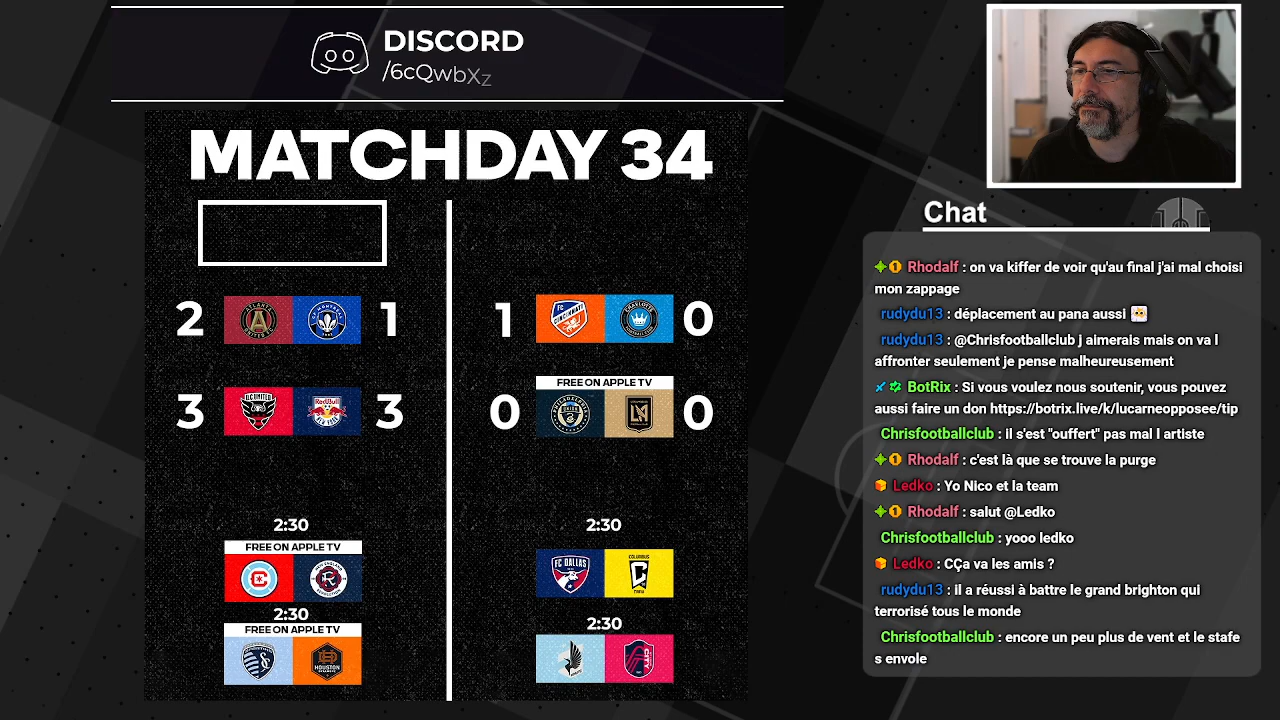 DISCORD
/6cQwbXz
MATCHDAY 34
2
1
1
0
3
3
FREE ON APPLE TV
0
0
2:30
2:30
FREE ON APPLE TV
FC DALLAS
COLUMBUS
2:30
2:30
FREE ON APPLE TV
HOUSTON
CITY
Chat
Rhodalf : on va kiffer de voir qu'au final j'ai mal choisi
mon zappage
rudydu13 : déplacement au pana aussi
rudydu13 : @Chrisfootballclub j aimerais mais on va l
affronter seulement je pense malheureusement
BotRix : Si vous voulez nous soutenir, vous pouvez
aussi faire un don https://botrix.live/k/lucarneopposee/tip
Chrisfootballclub : il s'est "ouffert" pas mal l artiste
Rhodalf : c'est là que se trouve la purge
Ledko : Yo Nico et la team
Rhodalf : salut @Ledko
Chrisfootballclub : yooo ledko
Ledko : CÇa va les amis ?
rudydu13 : il a réussi à battre le grand brighton qui
terrorisé tous le monde
Chrisfootballclub : encore un peu plus de vent et le stafe
s envole